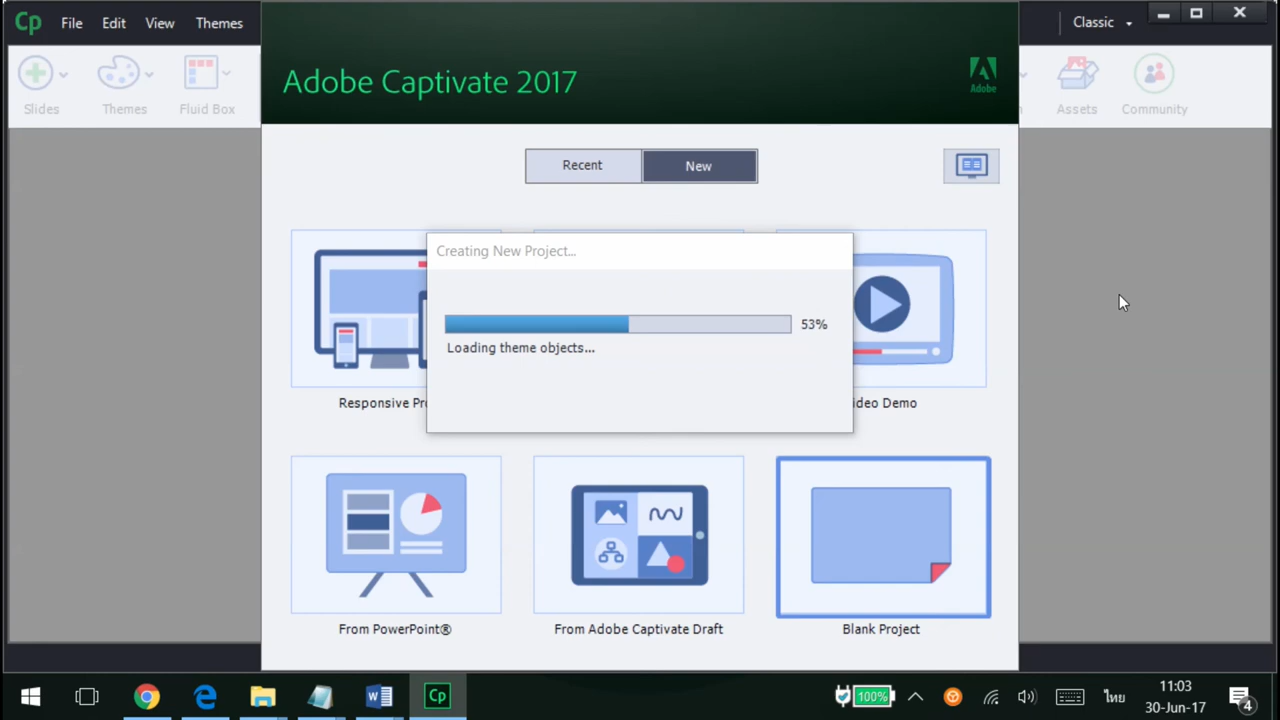 Cp File Edit View Themes Classic
Slides Themes Fluid Box Assets Community
Adobe Captivate 2017
Adobe
Recent New
Creating New Project...
53%
Loading theme objects...
Responsive Pr
ideo Demo
From PowerPoint® From Adobe Captivate Draft Blank Project
100% ไทย 11:03
30-Jun-17 4
Cp